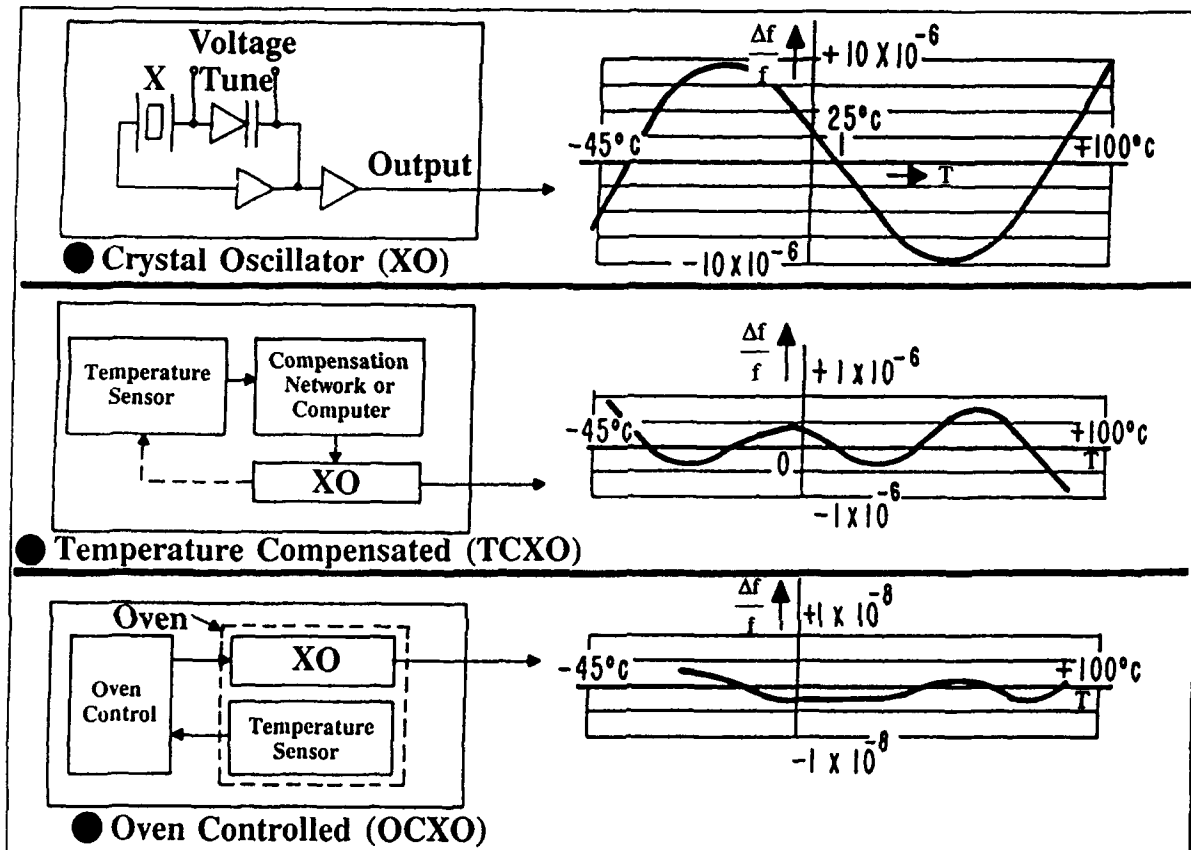 Voltage
Tune
X
Output
● Crystal Oscillator (XO)
Δf
f
+10 X 10⁻⁶
25°c
-45°c
+100°c
T
-10 x 10⁻⁶
Temperature
Sensor
Compensation
Network or
Computer
XO
● Temperature Compensated (TCXO)
Δf
f
+ 1 x 10⁻⁶
-45°c
+100°c
0
T
-1 x 10⁻⁶
Oven
Oven
Control
XO
Temperature
Sensor
● Oven Controlled (OCXO)
Δf
f
+1 x 10⁻⁸
-45°c
+100°c
T
-1 x 10⁻⁸